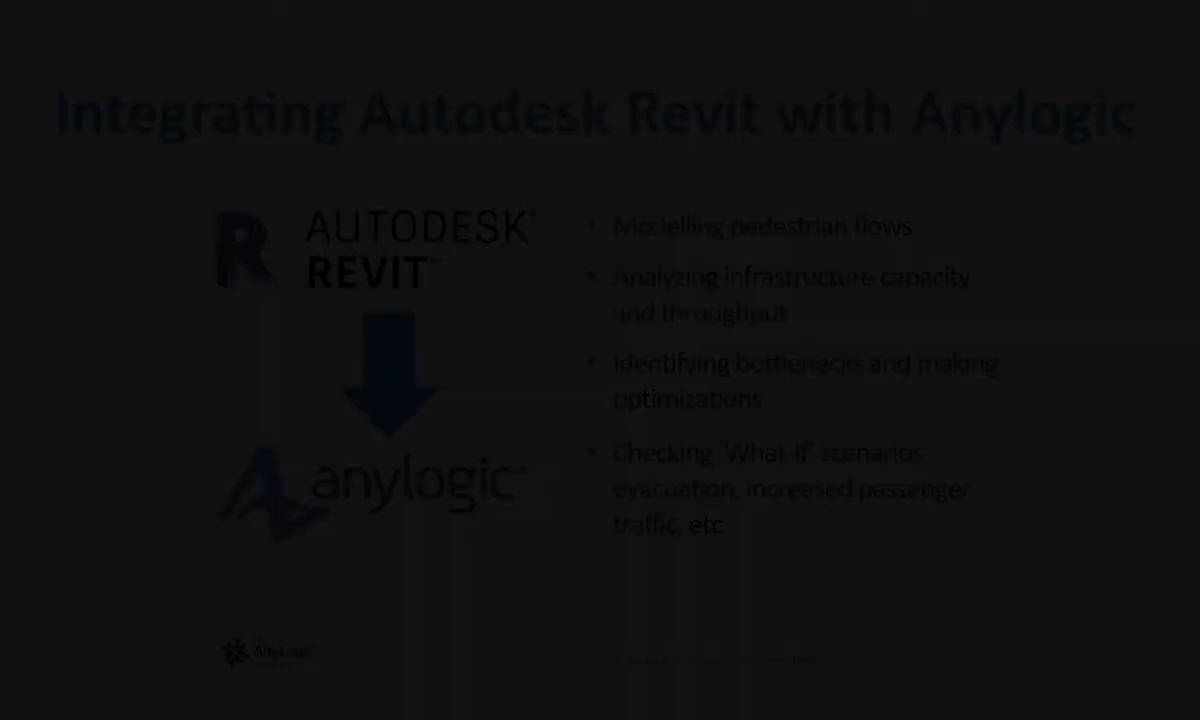 Integrating Autodesk Revit with Anylogic
AUTODESK®
REVIT®
anylogic®
• Modelling pedestrian flows
• Analyzing infrastructure capacity
and throughput
• Identifying bottlenecks and making
optimizations
• Checking 'What-if' scenarios:
evacuation, increased passenger
traffic, etc
AnyLogic